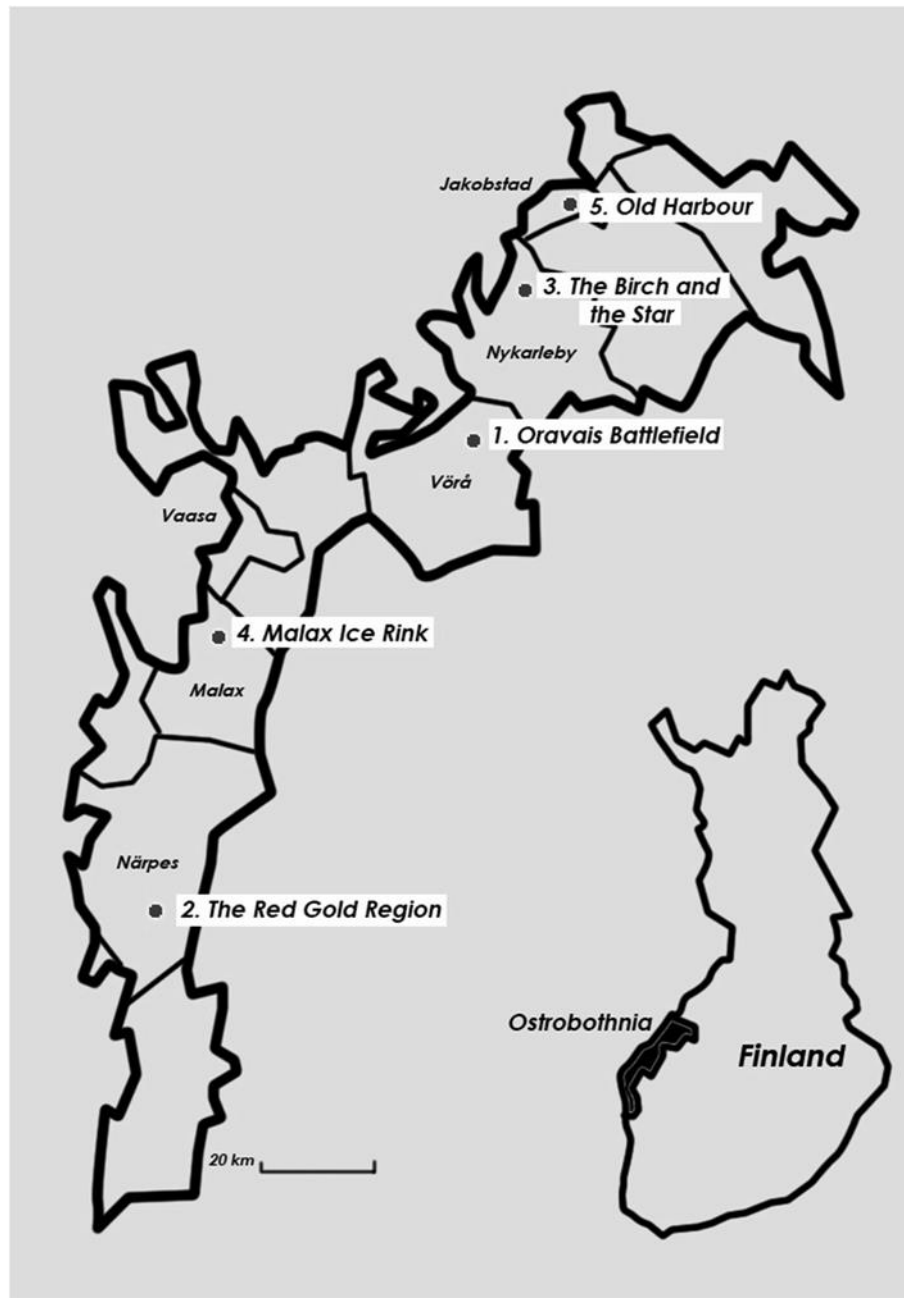 Jakobstad
5. Old Harbour
3. The Birch and
the Star
Nykarleby
1. Oravais Battlefield
Vörå
Vaasa
4. Malax Ice Rink
Malax
Närpes
2. The Red Gold Region
Ostrobothnia
Finland
20 km